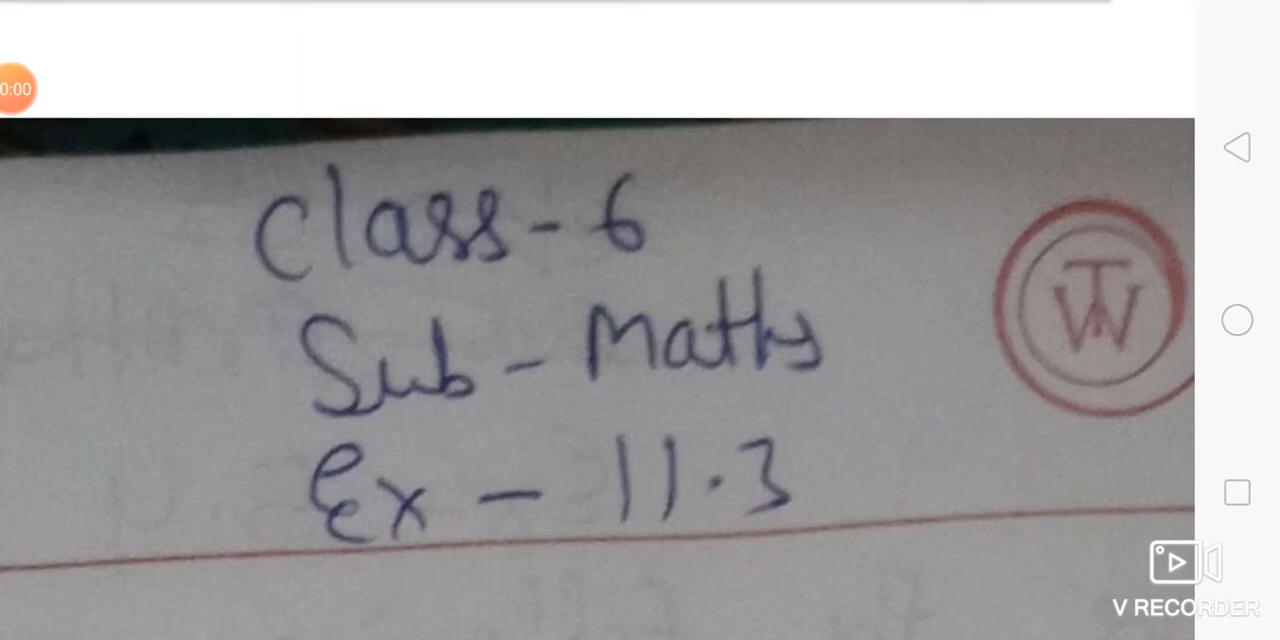 0:00
Class - 6
Sub - Maths
Ex - 11.3
TW
V RECORDER